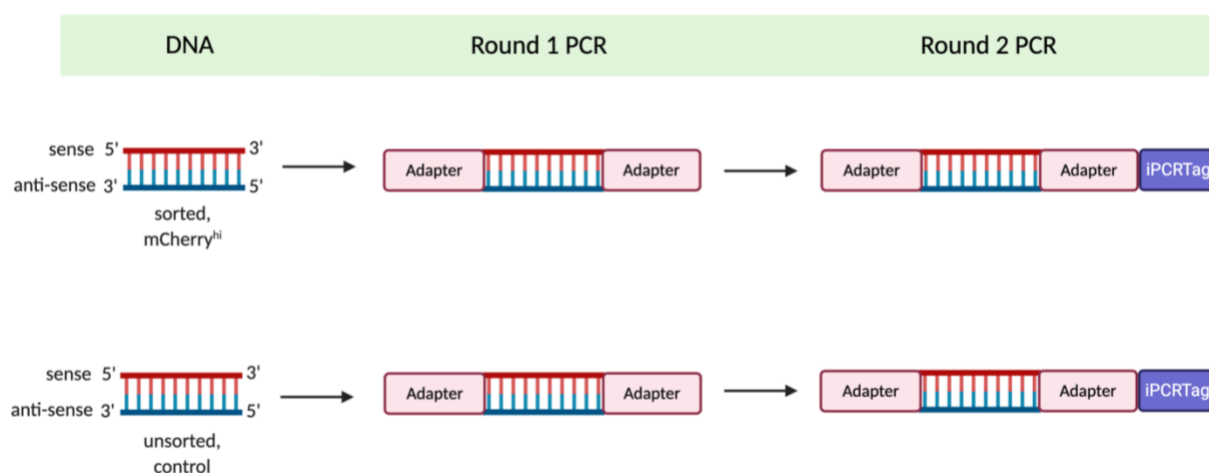 DNA Round 1 PCR Round 2 PCR
sense 5' 3'
Adapter Adapter Adapter Adapter iPCRTag
anti-sense 3' 5'
sorted,
mCherryhi
sense 5' 3'
Adapter Adapter Adapter Adapter iPCRTag
anti-sense 3' 5'
unsorted,
control